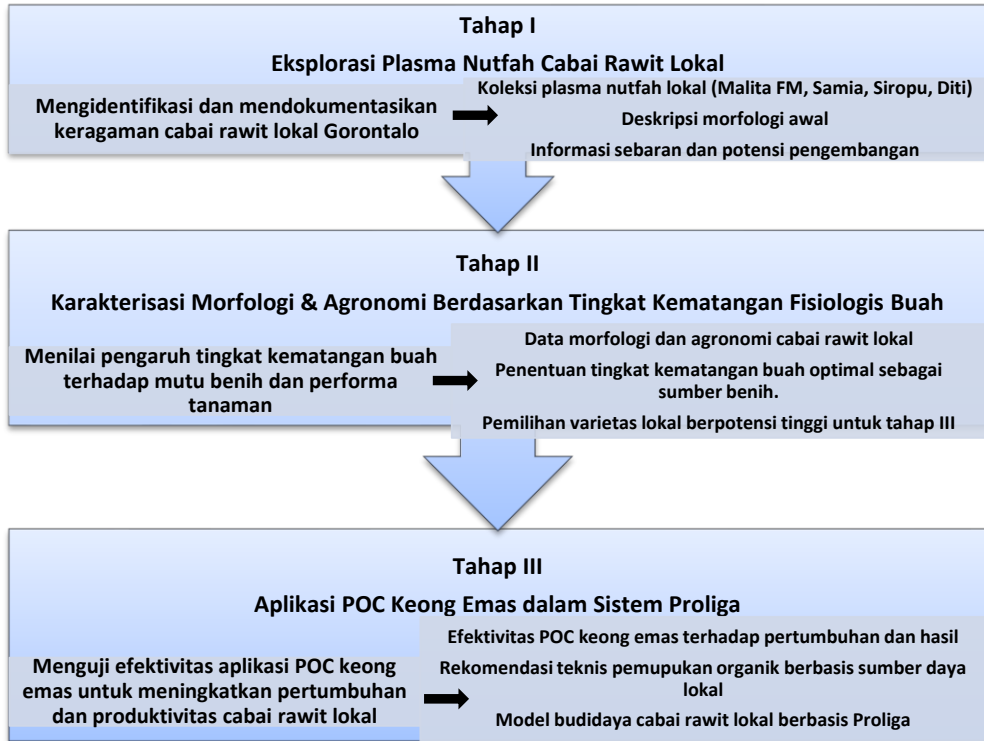 Tahap I
Eksplorasi Plasma Nutfah Cabai Rawit Lokal
Mengidentifikasi dan mendokumentasikan
keragaman cabai rawit lokal Gorontalo
Koleksi plasma nutfah lokal (Malita FM, Samia, Siropu, Diti)
Deskripsi morfologi awal
Informasi sebaran dan potensi pengembangan
Tahap II
Karakterisasi Morfologi & Agronomi Berdasarkan Tingkat Kematangan Fisiologis Buah
Menilai pengaruh tingkat kematangan buah
terhadap mutu benih dan performa
tanaman
Data morfologi dan agronomi cabai rawit lokal
Penentuan tingkat kematangan buah optimal sebagai
sumber benih.
Pemilihan varietas lokal berpotensi tinggi untuk tahap III
Tahap III
Aplikasi POC Keong Emas dalam Sistem Proliga
Menguji efektivitas aplikasi POC keong
emas untuk meningkatkan pertumbuhan
dan produktivitas cabai rawit lokal
Efektivitas POC keong emas terhadap pertumbuhan dan hasil
Rekomendasi teknis pemupukan organik berbasis sumber daya
lokal
Model budidaya cabai rawit lokal berbasis Proliga